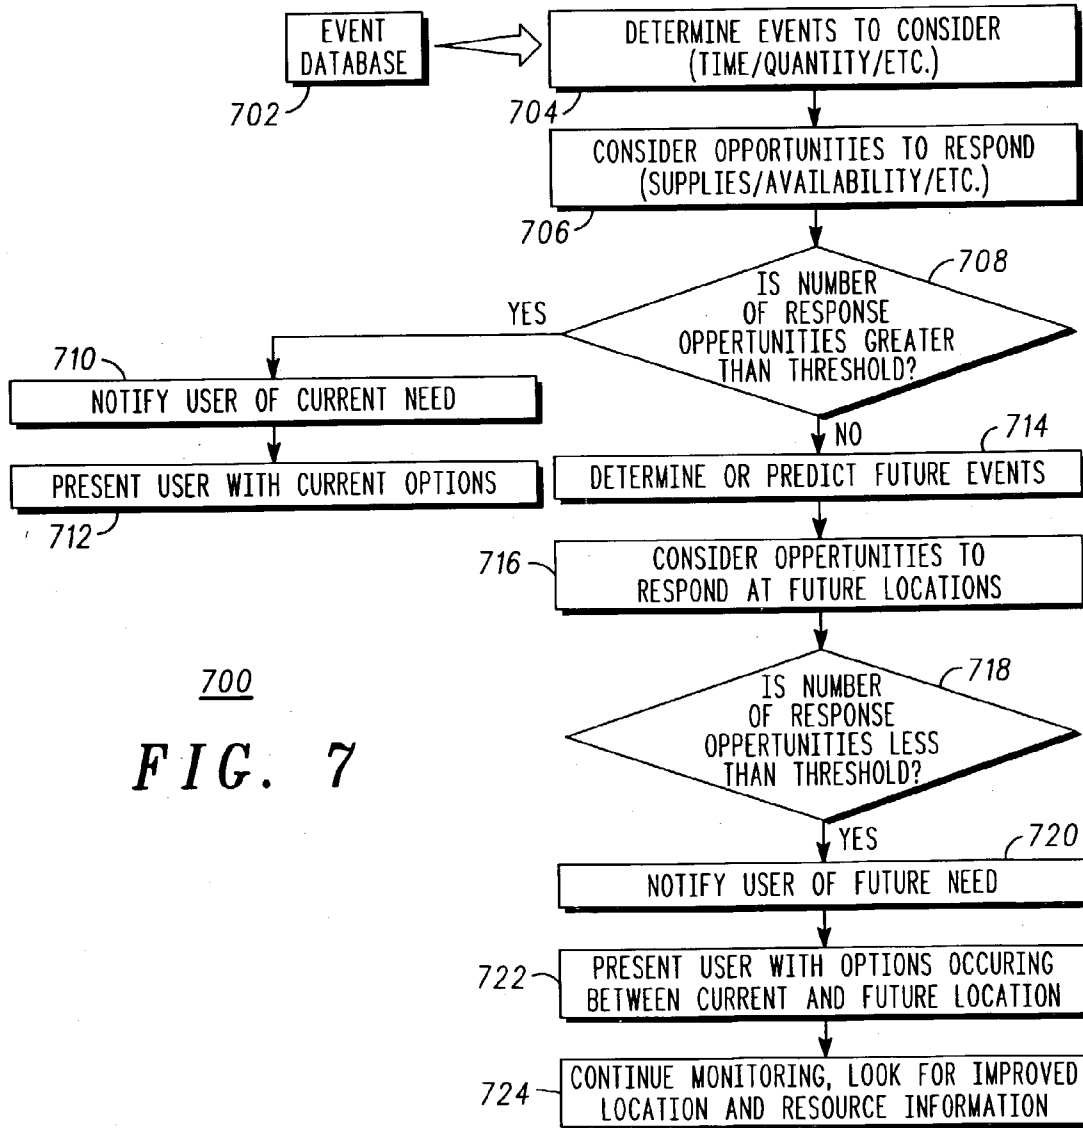 EVENT
DATABASE
702
DETERMINE EVENTS TO CONSIDER
(TIME/QUANTITY/ETC.)
704
CONSIDER OPPORTUNITIES TO RESPOND
(SUPPLIES/AVAILABILITY/ETC.)
706
IS NUMBER
OF RESPONSE
OPPERTUNITIES GREATER
THAN THRESHOLD?
708
YES
710
NOTIFY USER OF CURRENT NEED
PRESENT USER WITH CURRENT OPTIONS
712
NO
714
DETERMINE OR PREDICT FUTURE EVENTS
716
CONSIDER OPPERTUNITIES TO
RESPOND AT FUTURE LOCATIONS
IS NUMBER
OF RESPONSE
OPPERTUNITIES LESS
THAN THRESHOLD?
718
YES
720
NOTIFY USER OF FUTURE NEED
722
PRESENT USER WITH OPTIONS OCCURING
BETWEEN CURRENT AND FUTURE LOCATION
724
CONTINUE MONITORING, LOOK FOR IMPROVED
LOCATION AND RESOURCE INFORMATION
700
FIG. 7